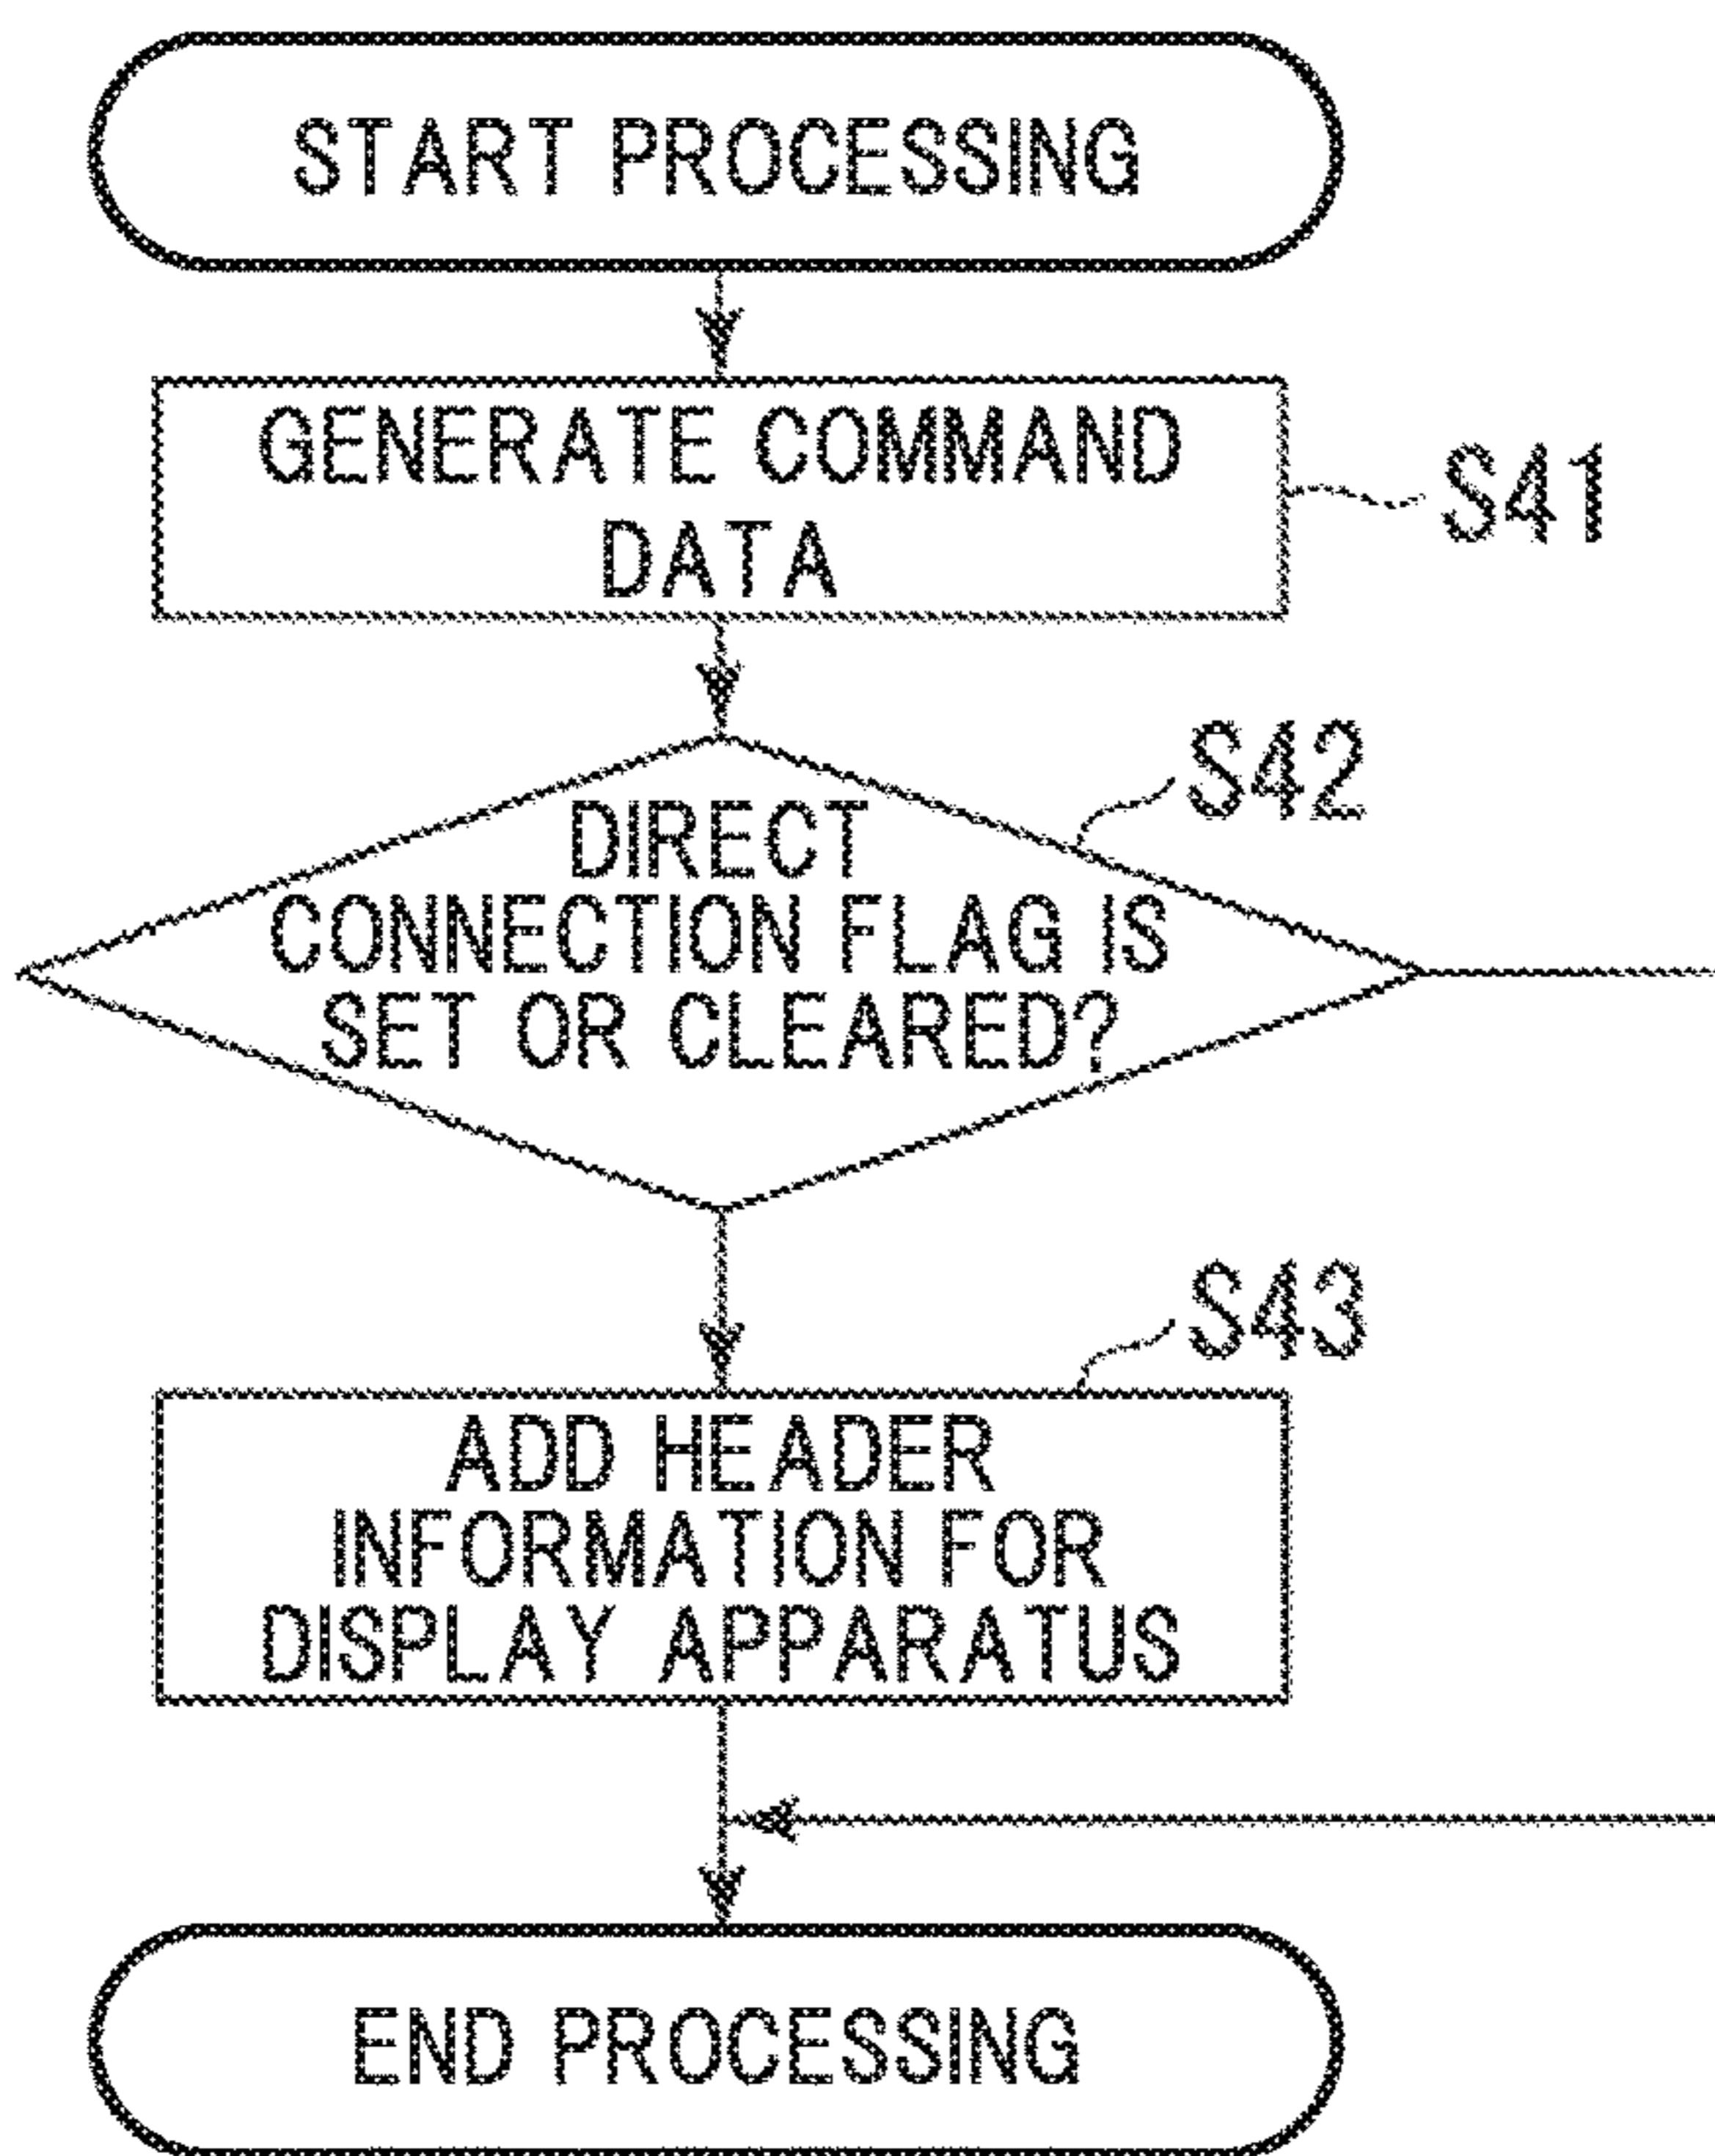 START PROCESSING
GENERATE COMMAND
DATA
S41
S42
DIRECT
CONNECTION FLAG IS
SET OR CLEARED?
S43
ADD HEADER
INFORMATION FOR
DISPLAY APPARATUS
END PROCESSING